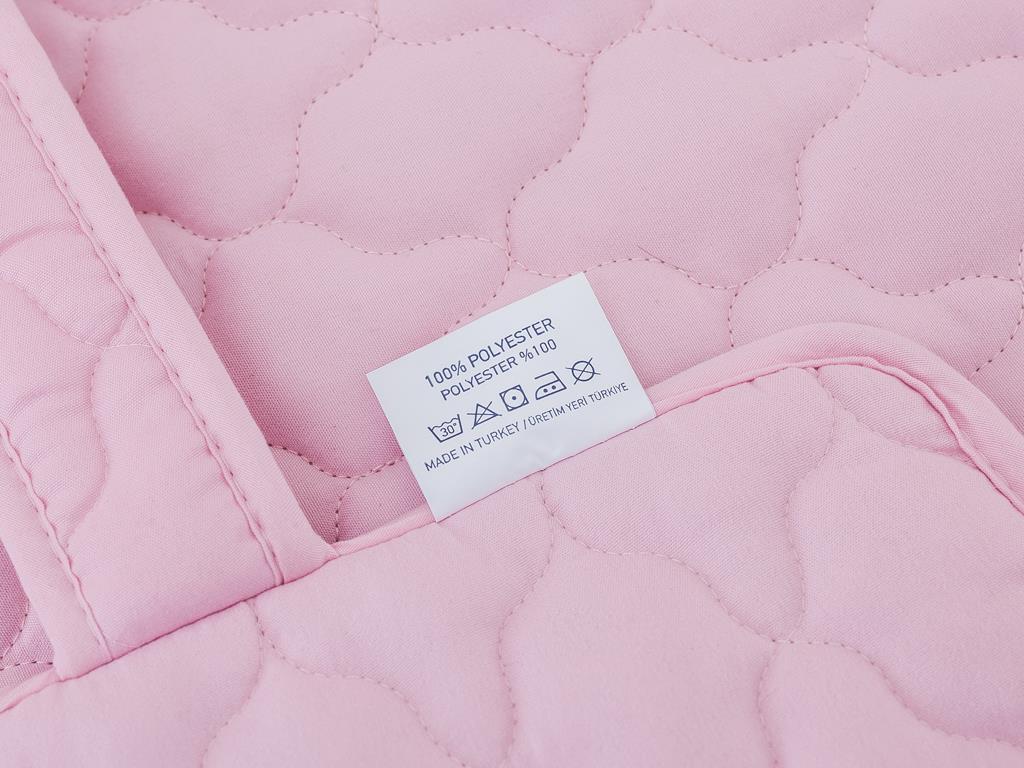 100% POLYESTER
POLYESTER %100
30°
MADE IN TURKEY / ÜRETİM YERİ TÜRKİYE